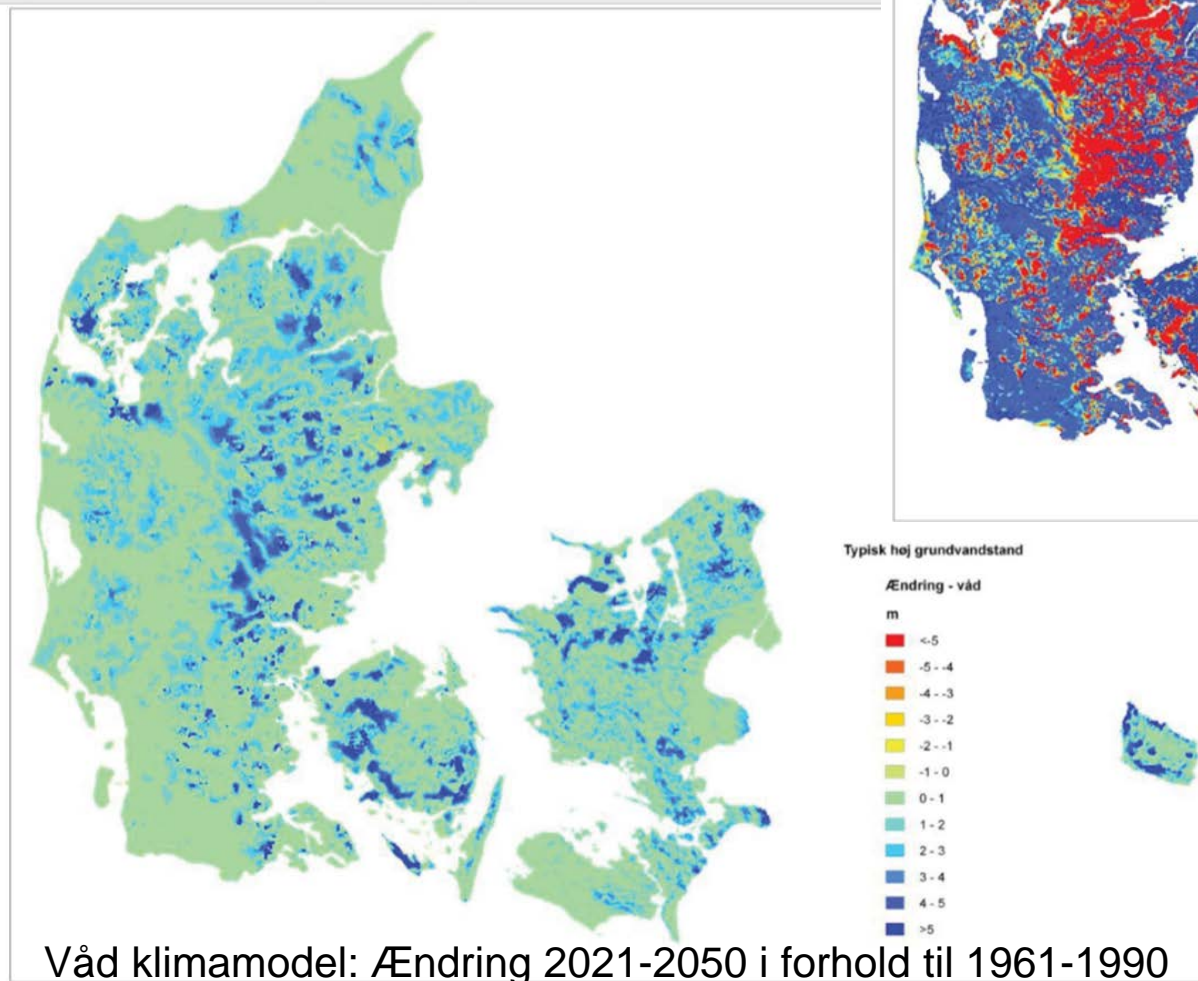 Typisk høj grundvandstand
Ændring - våd
m
<-5
-5 - -4
-4 - -3
-3 - -2
-2 - -1
-1 - 0
0 - 1
1 - 2
2 - 3
3 - 4
4 - 5
>5
Våd klimamodel: Ændring 2021-2050 i forhold til 1961-1990